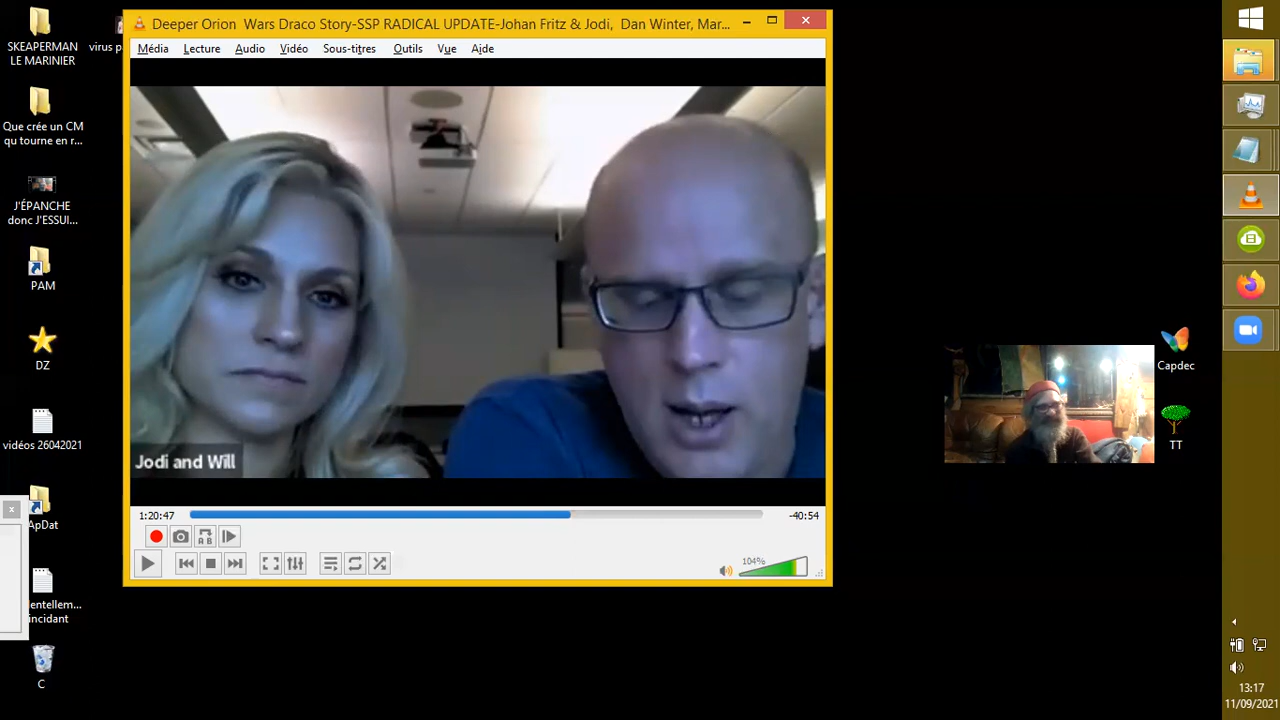 SKEAPERMAN
LE MARINIER
virus p
Que crée un CM
qu tourne en r...
J'ÉPANCHE
donc J'ESSUI...
PAM
DZ
vidéos 26042021
ApDat
entellem...
incidant
C
Deeper Orion  Wars Draco Story-SSP RADICAL UPDATE-Johan Fritz & Jodi,  Dan Winter, Mar...
Média Lecture Audio Vidéo Sous-titres Outils Vue Aide
Jodi and Will
1:20:47 -40:54
104%
Capdec
TT
13:17
11/09/2021